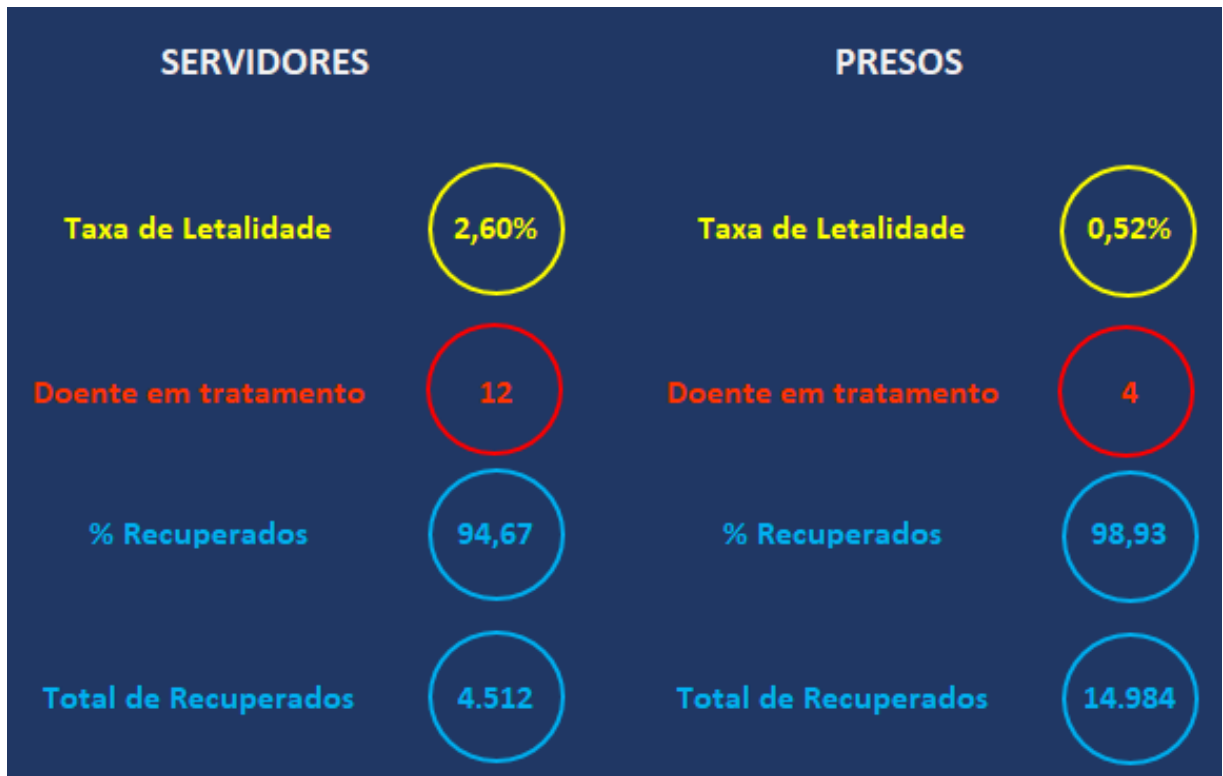 SERVIDORES
Taxa de Letalidade 2,60%
Doente em tratamento 12
% Recuperados 94,67
Total de Recuperados 4.512
PRESOS
Taxa de Letalidade 0,52%
Doente em tratamento 4
% Recuperados 98,93
Total de Recuperados 14.984